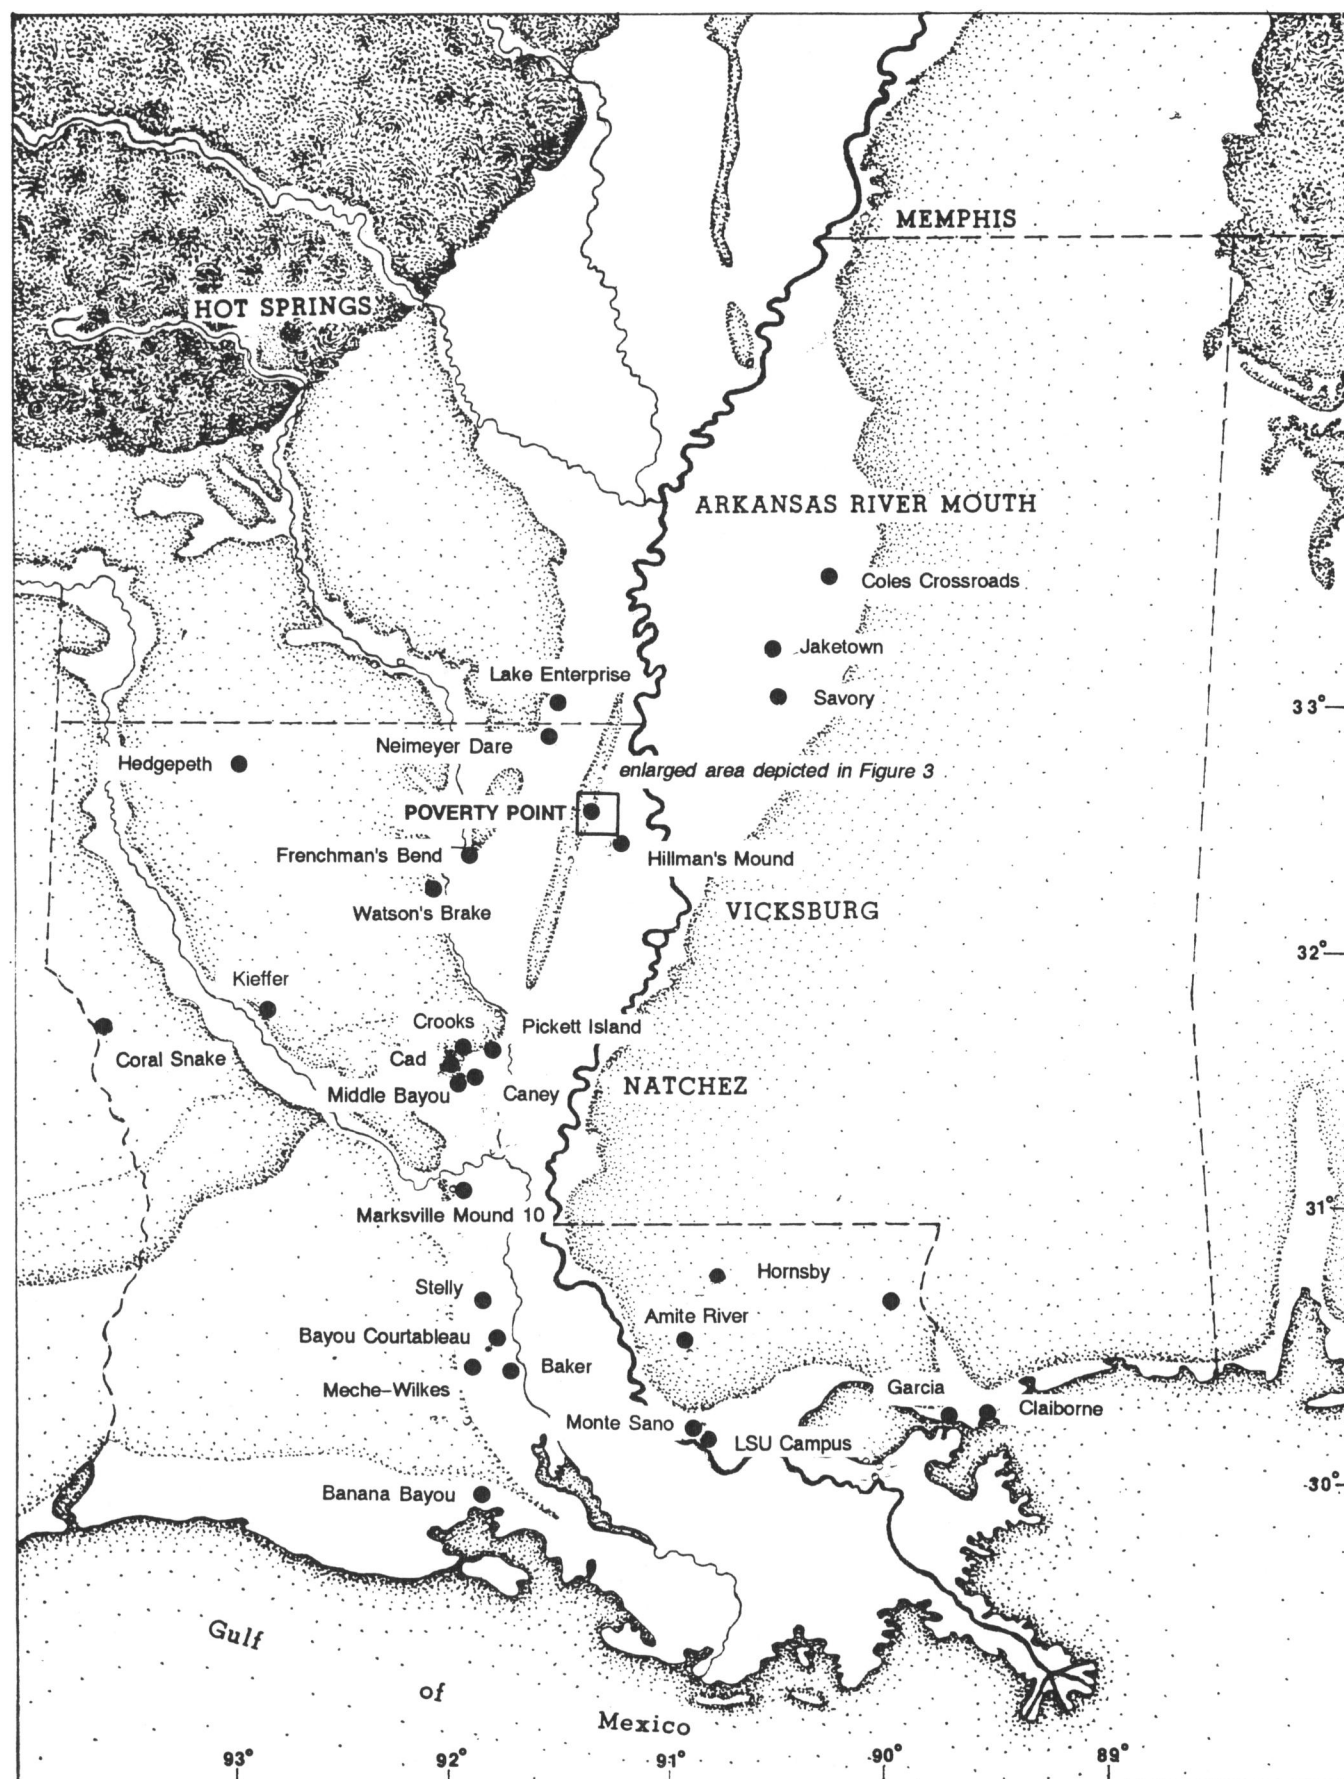 MEMPHIS
HOT SPRINGS
ARKANSAS RIVER MOUTH
Coles Crossroads
Jaketown
Lake Enterprise
Savory
33°
Neimeyer Dare
Hedgepeth
enlarged area depicted in Figure 3
POVERTY POINT
Frenchman's Bend
Hillman's Mound
Watson's Brake
VICKSBURG
32°
Kieffer
Crooks
Pickett Island
Coral Snake
Cad
NATCHEZ
Middle Bayou
Caney
31°
Marksville Mound 10
Hornsby
Stelly
Amite River
Bayou Courtableau
Baker
Meche-Wilkes
Garcia
Claiborne
Monte Sano
LSU Campus
30°
Banana Bayou
Gulf
of
Mexico
93°
92°
91°
90°
89°